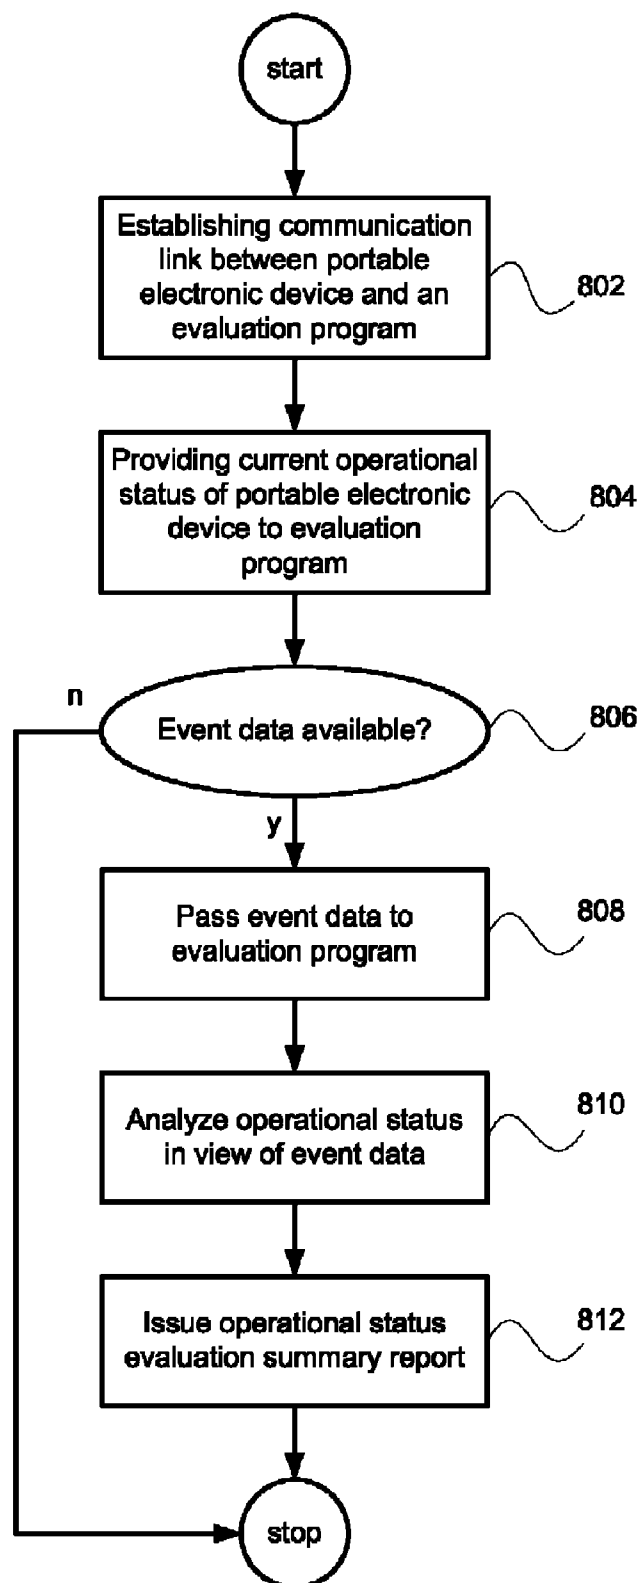 start
Establishing communication
link between portable
electronic device and an
evaluation program
802
Providing current operational
status of portable electronic
device to evaluation
program
804
n
Event data available?
806
y
Pass event data to
evaluation program
808
Analyze operational status
in view of event data
810
Issue operational status
evaluation summary report
812
stop